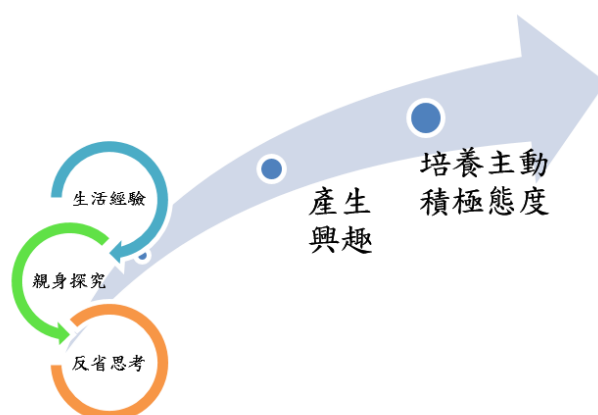 生活經驗
親身探究
反省思考
產生
興趣
培養主動
積極態度